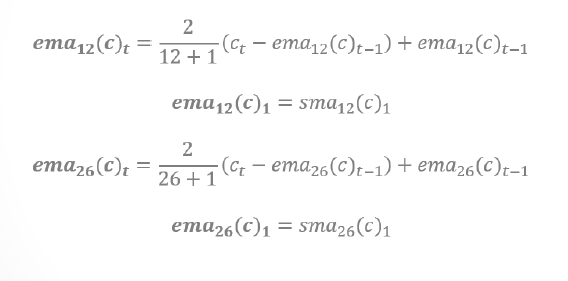 ema₁₂(c)ₜ = 2/(12 + 1) (cₜ − ema₁₂(c)ₜ₋₁) + ema₁₂(c)ₜ₋₁
ema₁₂(c)₁ = sma₁₂(c)₁
ema₂₆(c)ₜ = 2/(26 + 1) (cₜ − ema₂₆(c)ₜ₋₁) + ema₂₆(c)ₜ₋₁
ema₂₆(c)₁ = sma₂₆(c)₁